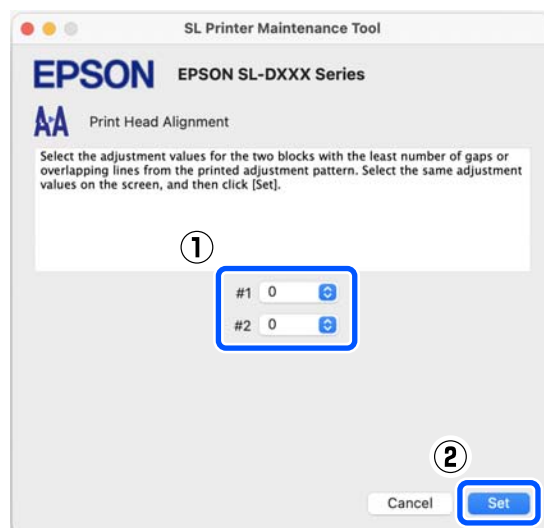 SL Printer Maintenance Tool
EPSON EPSON SL-DXXX Series
A A Print Head Alignment
Select the adjustment values for the two blocks with the least number of gaps or
overlapping lines from the printed adjustment pattern. Select the same adjustment
values on the screen, and then click [Set].
①
#1 0
#2 0
②
Cancel Set